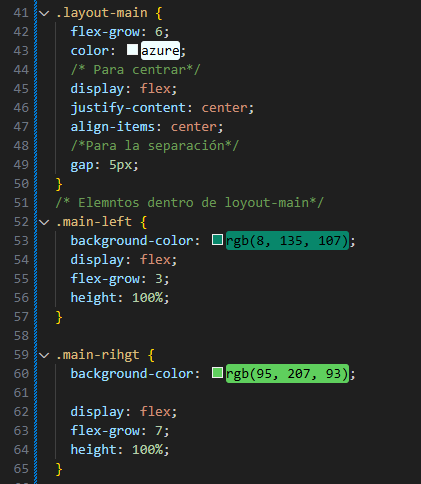 41 .layout-main {
42 flex-grow: 6;
43 color: azure;
44 /* Para centrar*/
45 display: flex;
46 justify-content: center;
47 align-items: center;
48 /*Para la separación*/
49 gap: 5px;
50 }
51 /* Elemntos dentro de loyout-main*/
52 .main-left {
53 background-color: rgb(8, 135, 107);
54 display: flex;
55 flex-grow: 3;
56 height: 100%;
57 }
58
59 .main-rihgt {
60 background-color: rgb(95, 207, 93);
61
62 display: flex;
63 flex-grow: 7;
64 height: 100%;
65 }